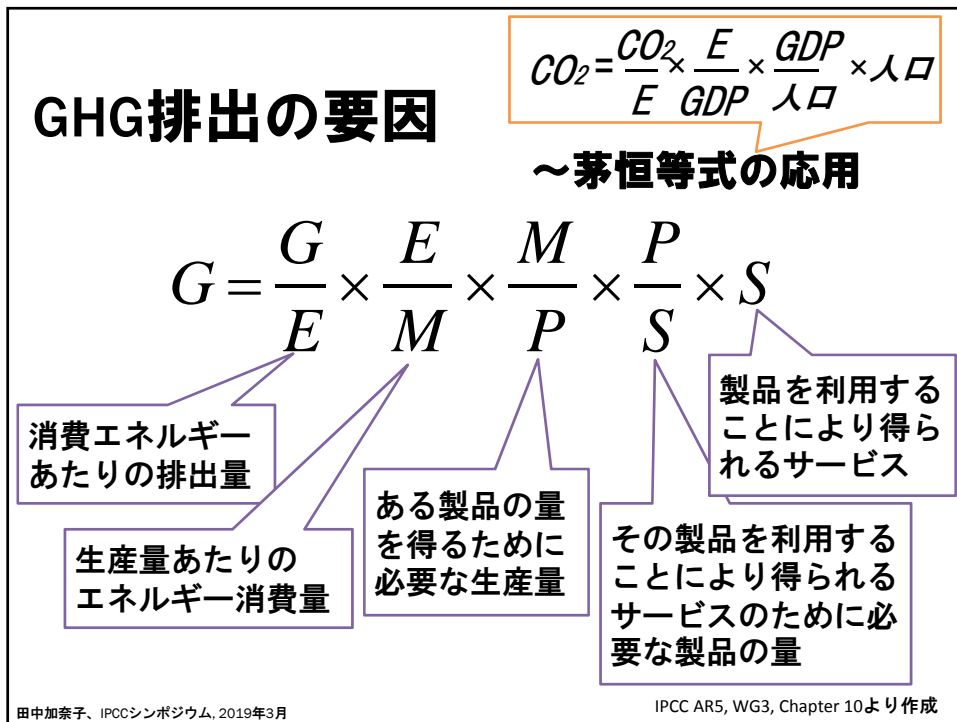 GHG排出の要因
CO2 = CO2/E × E/GDP × GDP/人口 × 人口
~茅恒等式の応用
G = G/E × E/M × M/P × P/S × S
消費エネルギー
あたりの排出量
生産量あたりの
エネルギー消費量
ある製品の量
を得るために
必要な生産量
その製品を利用する
ことにより得られる
サービスのために必
要な製品の量
製品を利用する
ことにより得ら
れるサービス
田中加奈子、IPCCシンポジウム, 2019年3月
IPCC AR5, WG3, Chapter 10より作成